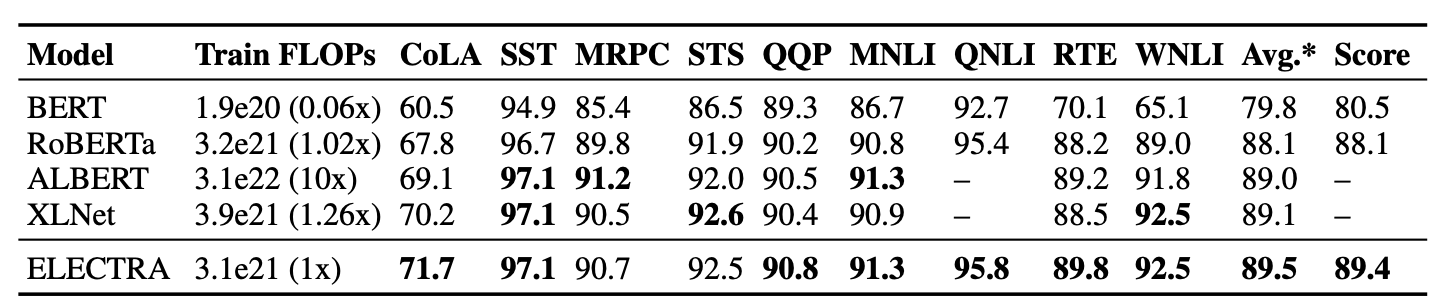 Model Train FLOPs CoLA SST MRPC STS QQP MNLI QNLI RTE WNLI Avg.* Score
BERT 1.9e20 (0.06x) 60.5 94.9 85.4 86.5 89.3 86.7 92.7 70.1 65.1 79.8 80.5
RoBERTa 3.2e21 (1.02x) 67.8 96.7 89.8 91.9 90.2 90.8 95.4 88.2 89.0 88.1 88.1
ALBERT 3.1e22 (10x) 69.1 97.1 91.2 92.0 90.5 91.3 – 89.2 91.8 89.0 –
XLNet 3.9e21 (1.26x) 70.2 97.1 90.5 92.6 90.4 90.9 – 88.5 92.5 89.1 –
ELECTRA 3.1e21 (1x) 71.7 97.1 90.7 92.5 90.8 91.3 95.8 89.8 92.5 89.5 89.4